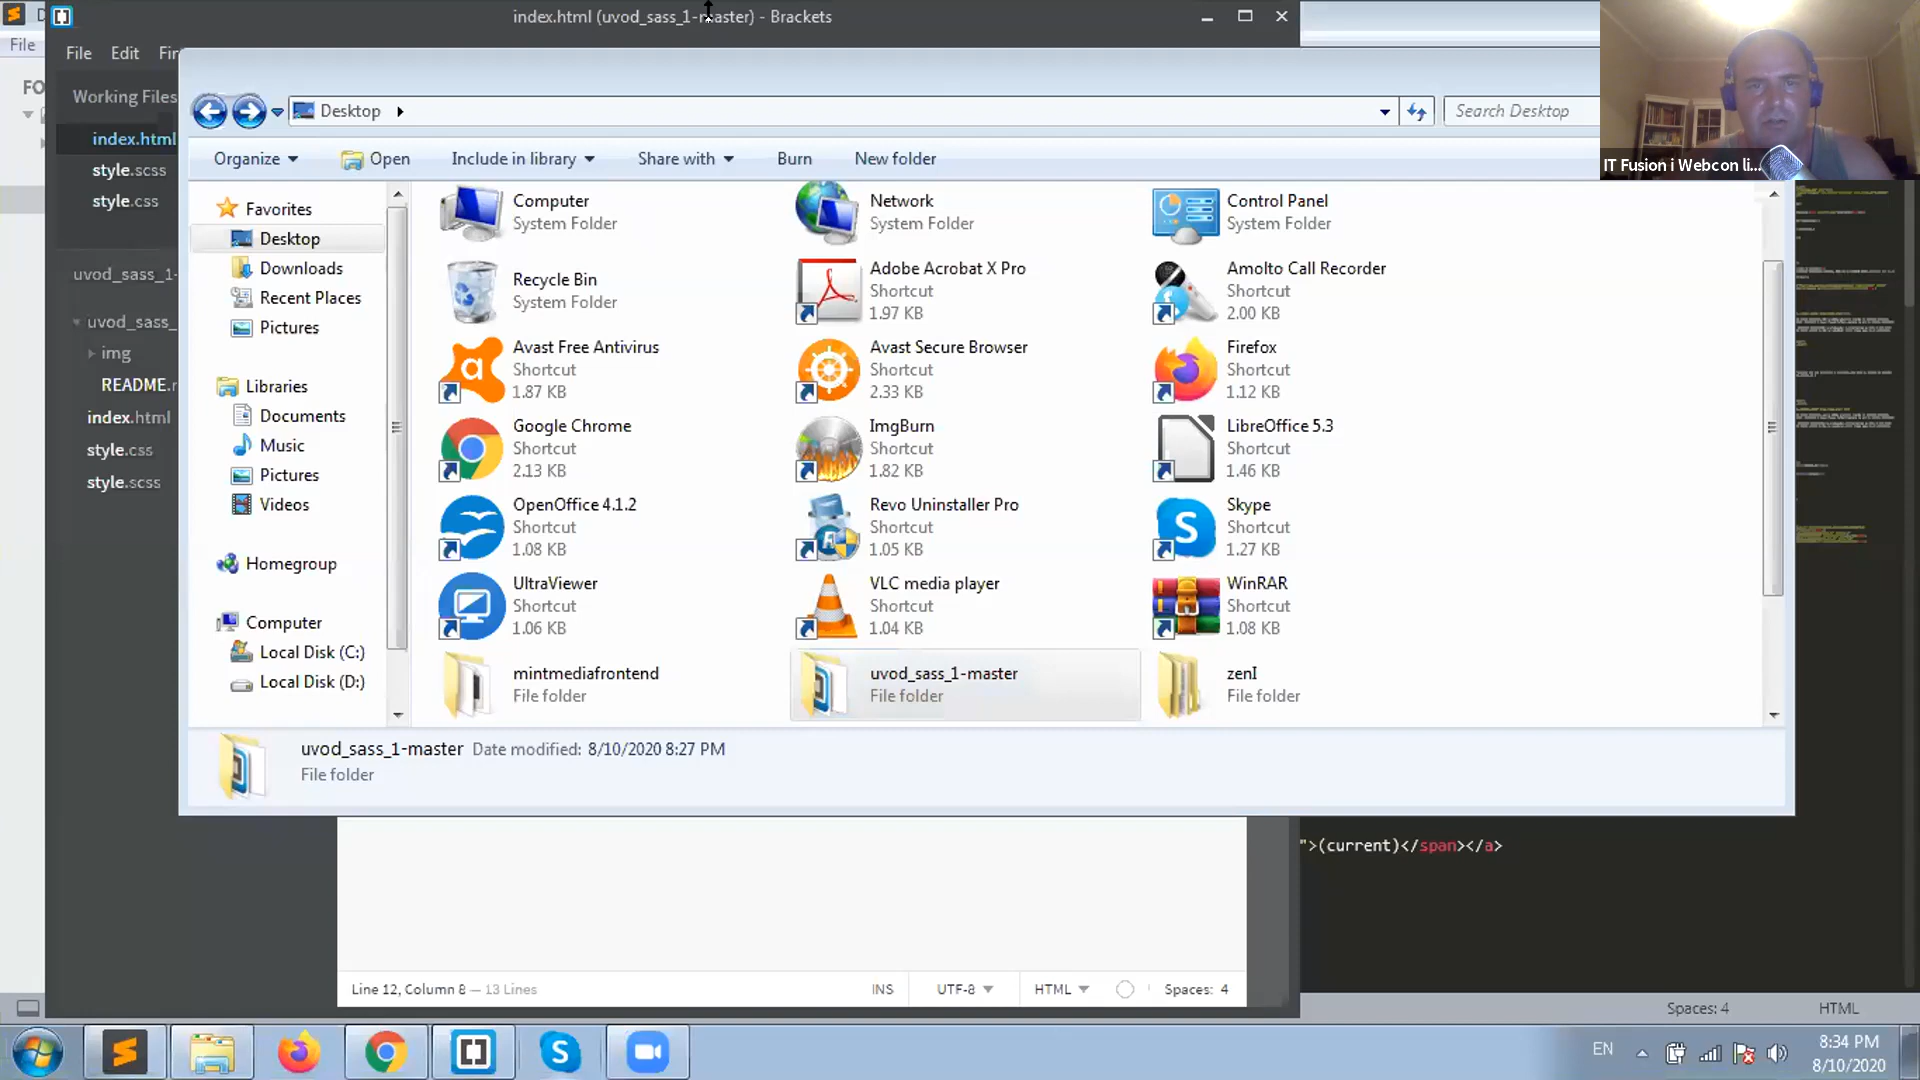 index.html (uvod_sass_1-master) - Brackets
File
File Edit
IT Fusion i Webcon li...
Working Files
index.html
style.scss
style.css
uvod_sass_1-
uvod_sass_
img
README.
index.html
style.css
style.scss
Desktop
Search Desktop
Organize
Open
Include in library
Share with
Burn
New folder
Favorites
Desktop
Downloads
Recent Places
Pictures
Libraries
Documents
Music
Pictures
Videos
Homegroup
Computer
Local Disk (C:)
Local Disk (D:)
Computer
System Folder
Network
System Folder
Control Panel
System Folder
Recycle Bin
System Folder
Adobe Acrobat X Pro
Shortcut
1.97 KB
Amolto Call Recorder
Shortcut
2.00 KB
Avast Free Antivirus
Shortcut
1.87 KB
Avast Secure Browser
Shortcut
2.33 KB
Firefox
Shortcut
1.12 KB
Google Chrome
Shortcut
2.13 KB
ImgBurn
Shortcut
1.82 KB
LibreOffice 5.3
Shortcut
1.46 KB
OpenOffice 4.1.2
Shortcut
1.08 KB
Revo Uninstaller Pro
Shortcut
1.05 KB
Skype
Shortcut
1.27 KB
UltraViewer
Shortcut
1.06 KB
VLC media player
Shortcut
1.04 KB
WinRAR
Shortcut
1.08 KB
mintmediafrontend
File folder
uvod_sass_1-master
File folder
zenI
File folder
uvod_sass_1-master Date modified: 8/10/2020 8:27 PM
File folder
">(current)</span></a>
Line 12, Column 8 — 13 Lines
INS
UTF-8
HTML
Spaces: 4
Spaces: 4
HTML
EN
8:34 PM
8/10/2020